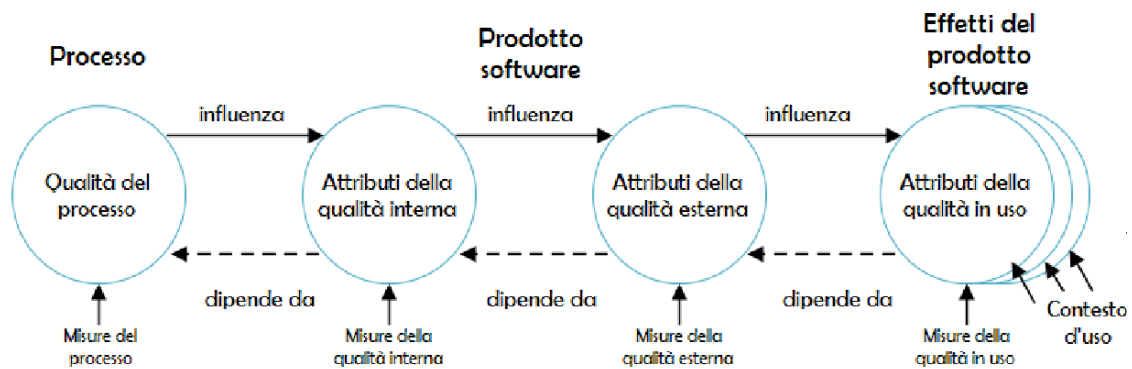 Processo
Prodotto
software
Effetti del
prodotto
software
influenza
influenza
influenza
Qualità del
processo
Attributi della
qualità interna
Attributi della
qualità esterna
Attributi della
qualità in uso
dipende da
dipende da
dipende da
Misure del
processo
Misure della
qualità interna
Misure della
qualità esterna
Misure della
qualità in uso
Contesto
d'uso